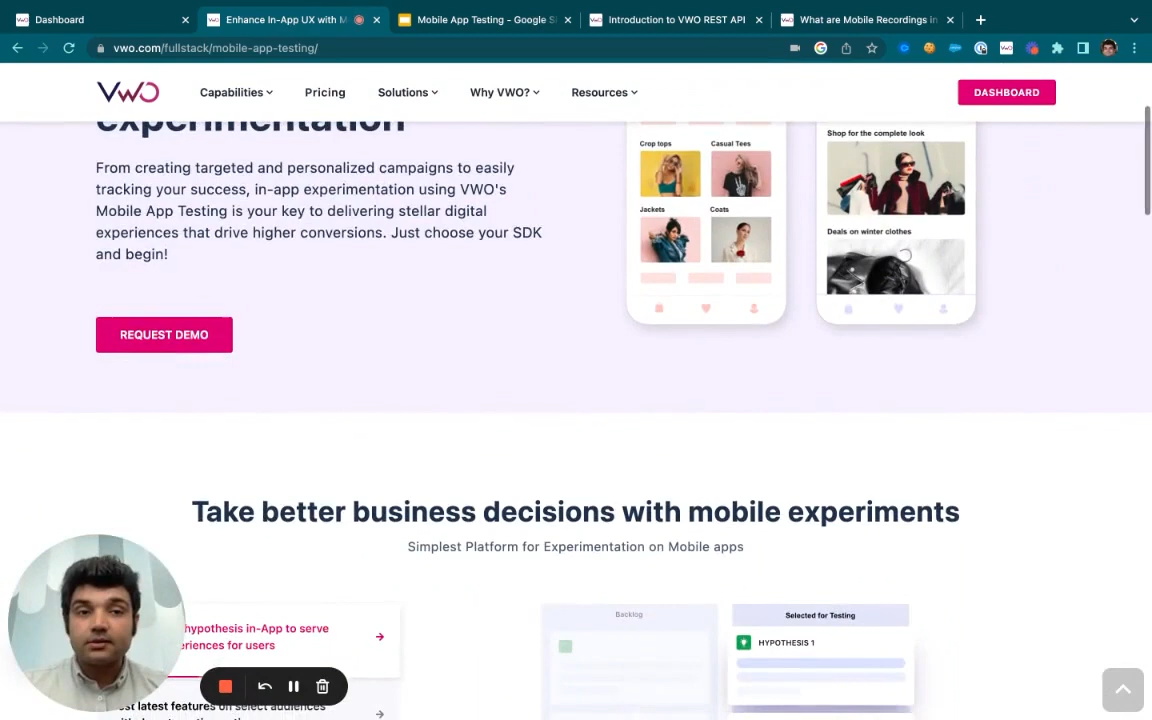 Dashboard
Enhance In-App UX with M
Mobile App Testing - Google Sl
Introduction to VWO REST API
What are Mobile Recordings in
vwo.com/fullstack/mobile-app-testing/
VWO
Capabilities
Pricing
Solutions
Why VWO?
Resources
DASHBOARD
experimentation
From creating targeted and personalized campaigns to easily
tracking your success, in-app experimentation using VWO's
Mobile App Testing is your key to delivering stellar digital
experiences that drive higher conversions. Just choose your SDK
and begin!
REQUEST DEMO
Crop tops
Casual Tees
Jackets
Coats
Shop for the complete look
Deals on winter clothes
Take better business decisions with mobile experiments
Simplest Platform for Experimentation on Mobile apps
hypothesis in-App to serve
eriences for users
est latest features on select audiences
Backlog
Selected for Testing
HYPOTHESIS 1